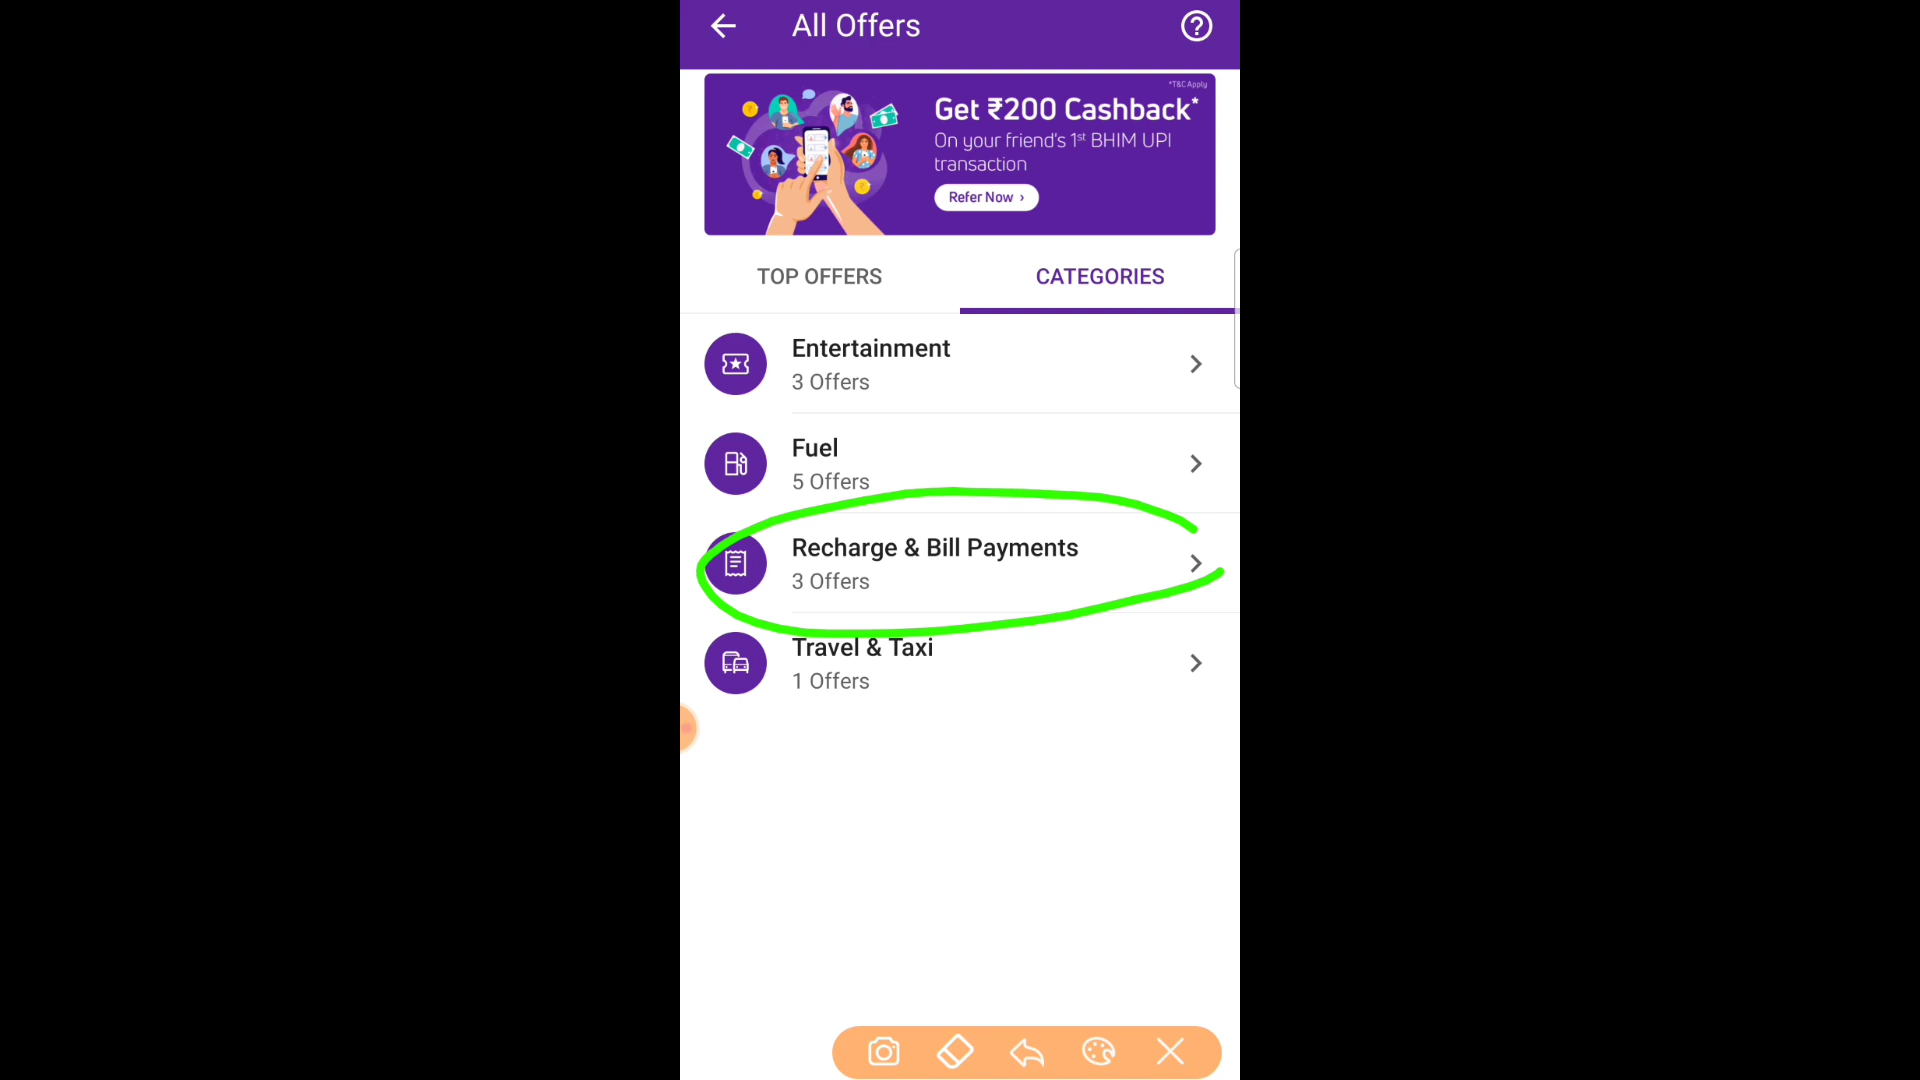 All Offers
*T&C Apply
Get ₹200 Cashback*
On your friend's 1st BHIM UPI
transaction
Refer Now ›
TOP OFFERS
CATEGORIES
Entertainment
3 Offers
Fuel
5 Offers
Recharge & Bill Payments
3 Offers
Travel & Taxi
1 Offers